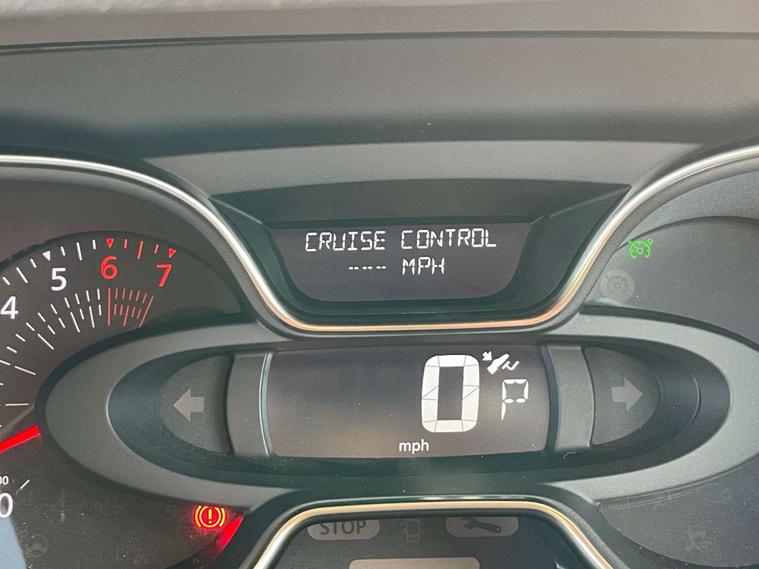 CRUISE CONTROL
--- MPH
4 5 6 7
0 P
mph
STOP